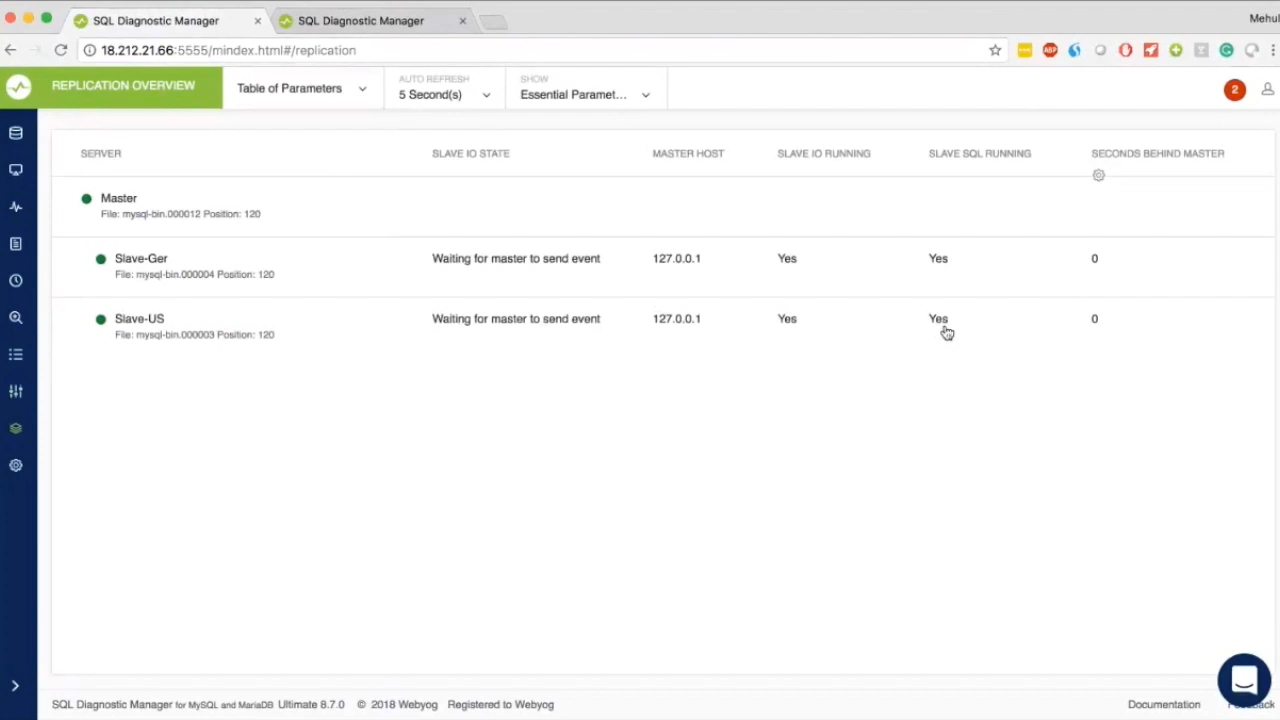 SQL Diagnostic Manager
SQL Diagnostic Manager
Mehul
18.212.21.66:5555/mindex.html#/replication
ABP
REPLICATION OVERVIEW
Table of Parameters
AUTO REFRESH
5 Second(s)
SHOW
Essential Paramet...
2
SERVER SLAVE IO STATE MASTER HOST SLAVE IO RUNNING SLAVE SQL RUNNING SECONDS BEHIND MASTER
Master
File: mysql-bin.000012 Position: 120
Slave-Ger Waiting for master to send event 127.0.0.1 Yes Yes 0
File: mysql-bin.000004 Position: 120
Slave-US Waiting for master to send event 127.0.0.1 Yes Yes 0
File: mysql-bin.000003 Position: 120
SQL Diagnostic Manager for MySQL and MariaDB Ultimate 8.7.0 © 2018 Webyog Registered to Webyog Documentation